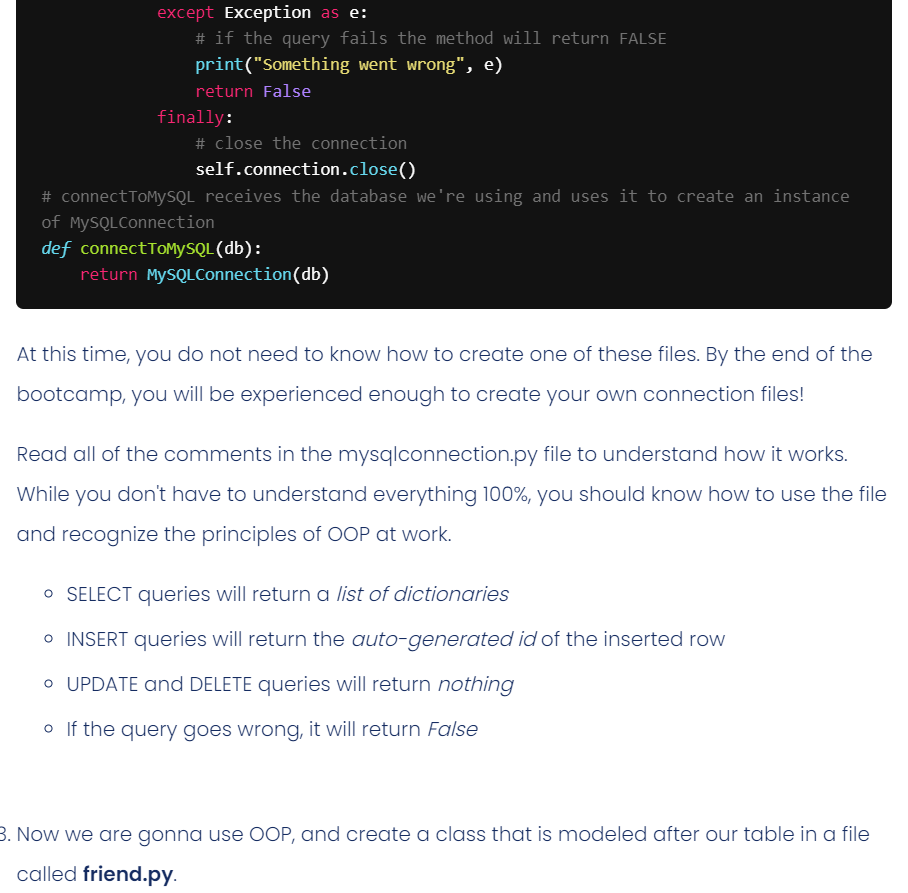 except Exception as e:
# if the query fails the method will return FALSE
print("Something went wrong", e)
return False
finally:
# close the connection
self.connection.close()
# connectToMySQL receives the database we're using and uses it to create an instance
of MySQLConnection
def connectToMySQL(db):
return MySQLConnection(db)
At this time, you do not need to know how to create one of these files. By the end of the
bootcamp, you will be experienced enough to create your own connection files!
Read all of the comments in the mysqlconnection.py file to understand how it works.
While you don't have to understand everything 100%, you should know how to use the file
and recognize the principles of OOP at work.
SELECT queries will return a list of dictionaries
INSERT queries will return the auto-generated id of the inserted row
UPDATE and DELETE queries will return nothing
If the query goes wrong, it will return False
3. Now we are gonna use OOP, and create a class that is modeled after our table in a file
called friend.py.